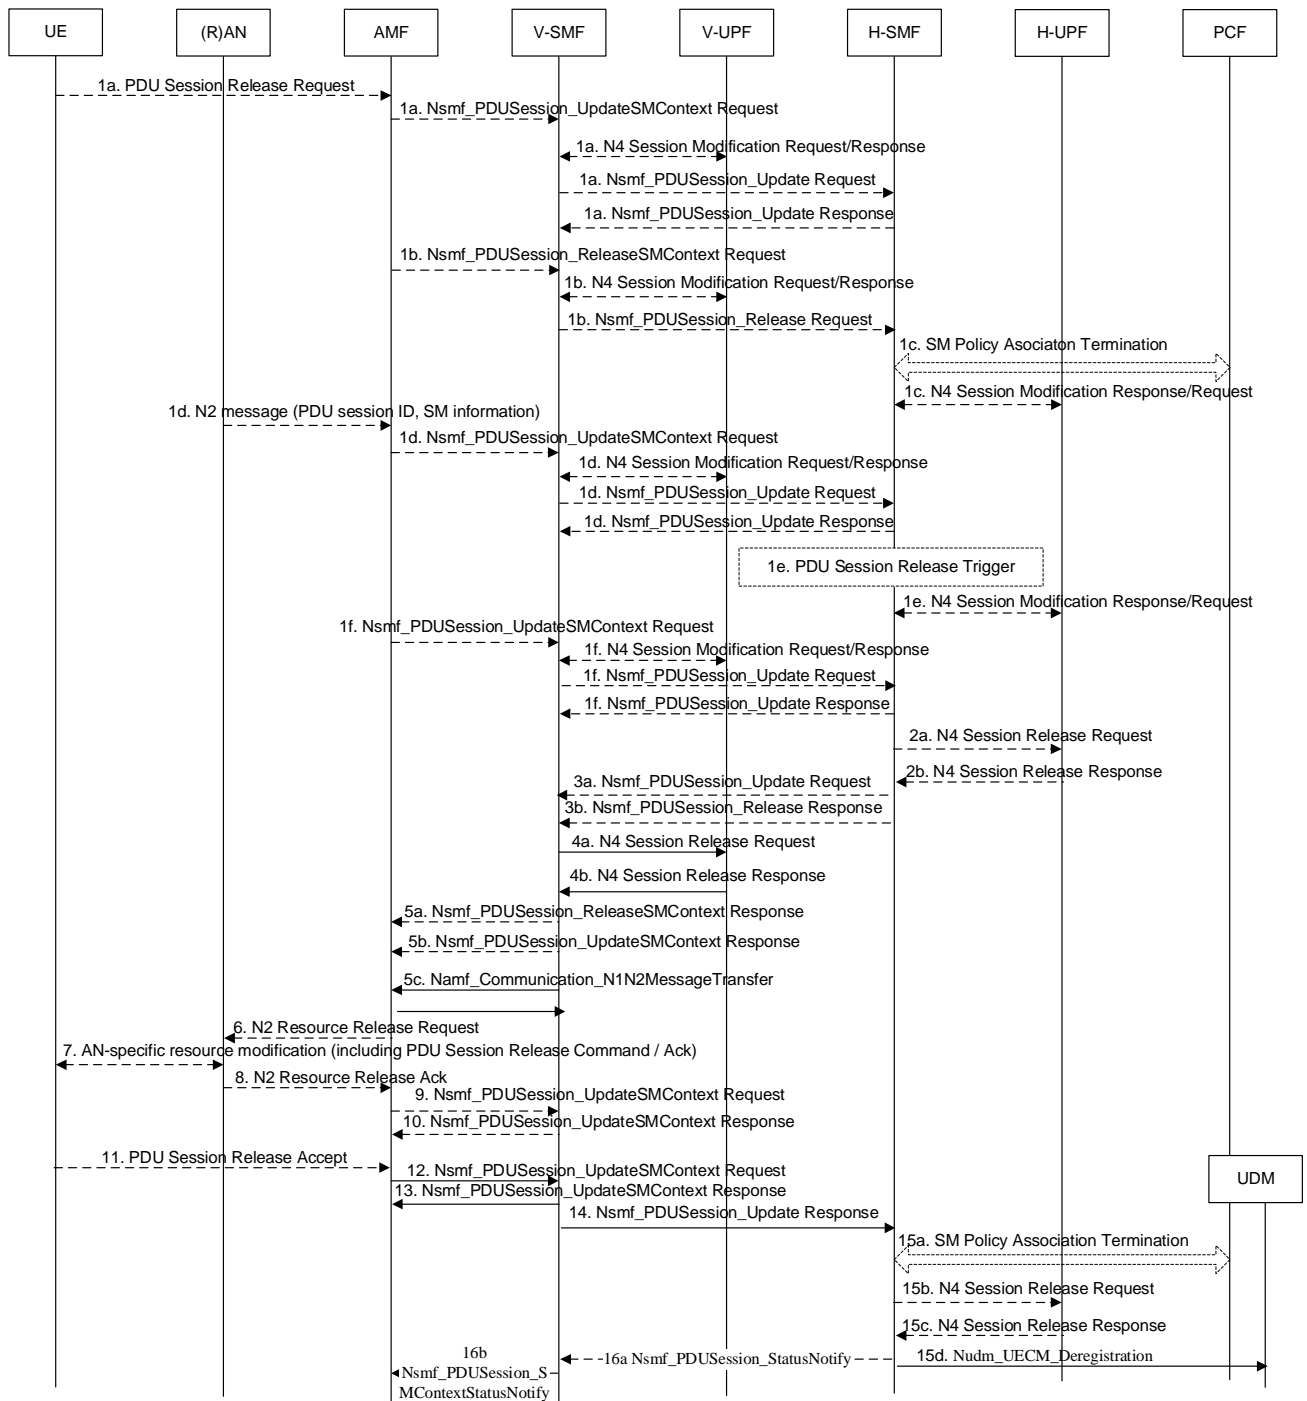 UE
(R)AN
AMF
V-SMF
V-UPF
H-SMF
H-UPF
PCF
1a. PDU Session Release Request
1a. Nsmf_PDUSession_UpdateSMContext Request
1a. N4 Session Modification Request/Response
1a. Nsmf_PDUSession_Update Request
1a. Nsmf_PDUSession_Update Response
1b. Nsmf_PDUSession_ReleaseSMContext Request
1b. N4 Session Modification Request/Response
1b. Nsmf_PDUSession_Release Request
1c. SM Policy Asociaton Termination
1c. N4 Session Modification Response/Request
1d. N2 message (PDU session ID, SM information)
1d. Nsmf_PDUSession_UpdateSMContext Request
1d. N4 Session Modification Request/Response
1d. Nsmf_PDUSession_Update Request
1d. Nsmf_PDUSession_Update Response
1e. PDU Session Release Trigger
1e. N4 Session Modification Response/Request
1f. Nsmf_PDUSession_UpdateSMContext Request
1f. N4 Session Modification Request/Response
1f. Nsmf_PDUSession_Update Request
1f. Nsmf_PDUSession_Update Response
2a. N4 Session Release Request
2b. N4 Session Release Response
3a. Nsmf_PDUSession_Update Request
3b. Nsmf_PDUSession_Release Response
4a. N4 Session Release Request
4b. N4 Session Release Response
5a. Nsmf_PDUSession_ReleaseSMContext Response
5b. Nsmf_PDUSession_UpdateSMContext Response
5c. Namf_Communication_N1N2MessageTransfer
6. N2 Resource Release Request
7. AN-specific resource modification (including PDU Session Release Command / Ack)
8. N2 Resource Release Ack
9. Nsmf_PDUSession_UpdateSMContext Request
10. Nsmf_PDUSession_UpdateSMContext Response
11. PDU Session Release Accept
12. Nsmf_PDUSession_UpdateSMContext Request
UDM
13. Nsmf_PDUSession_UpdateSMContext Response
14. Nsmf_PDUSession_Update Response
15a. SM Policy Association Termination
15b. N4 Session Release Request
15c. N4 Session Release Response
16a Nsmf_PDUSession_StatusNotify
15d. Nudm_UECM_Deregistration
16b
Nsmf_PDUSession_S
MContextStatusNotify